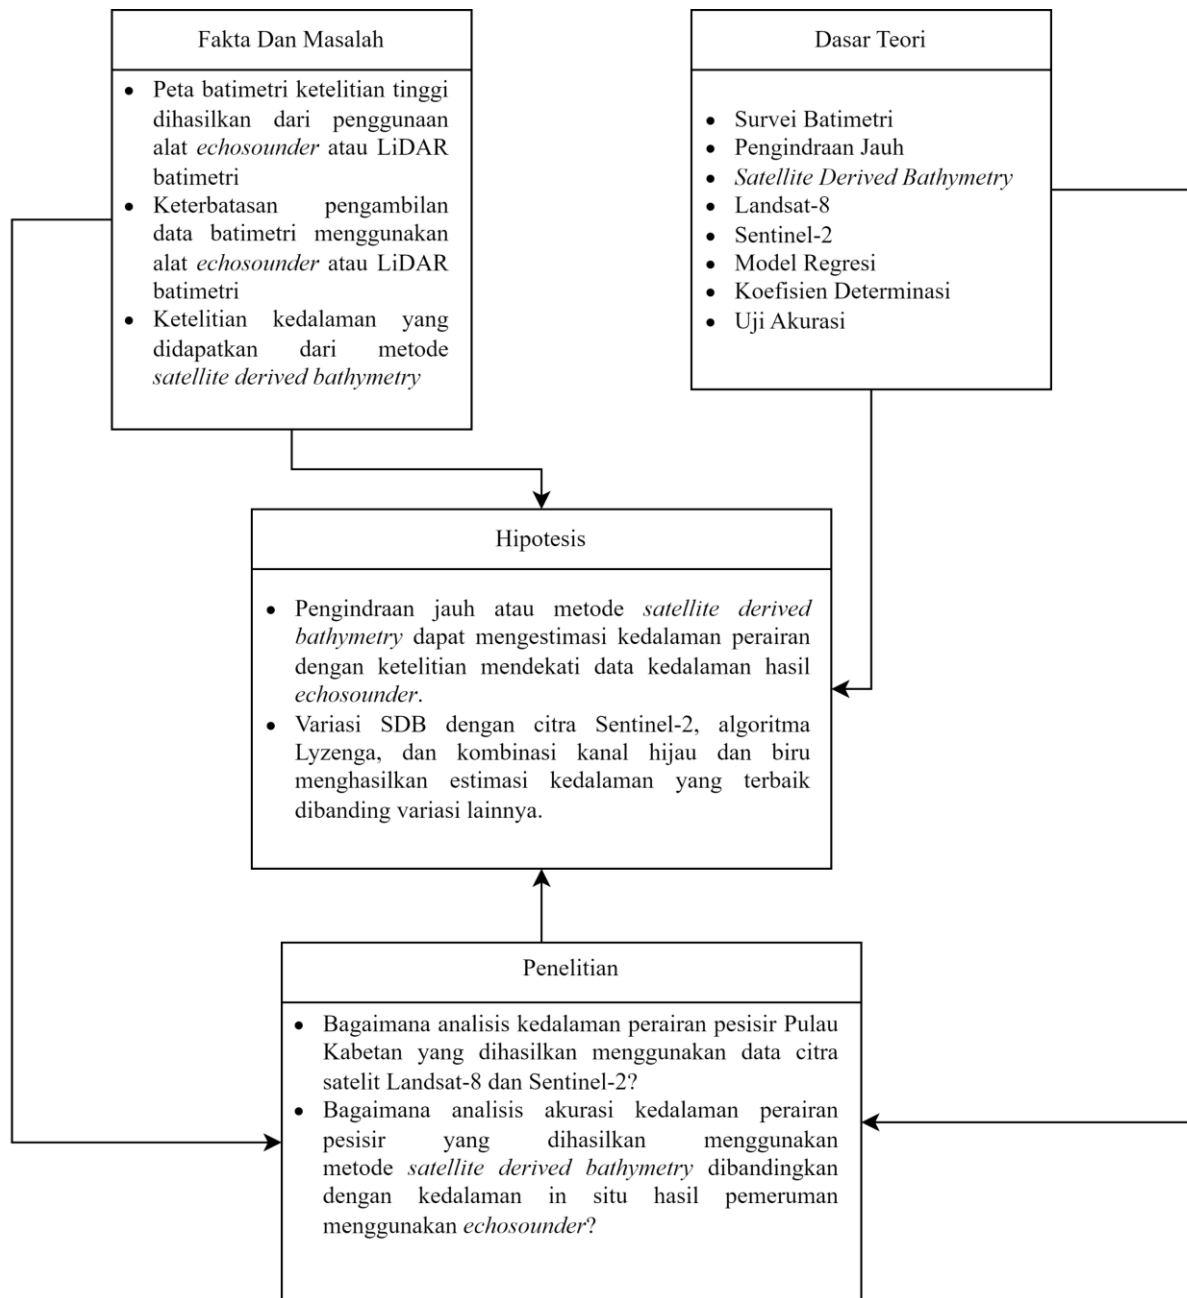 Fakta Dan Masalah
• Peta batimetri ketelitian tinggi
dihasilkan dari penggunaan
alat echosounder atau LiDAR
batimetri
• Keterbatasan pengambilan
data batimetri menggunakan
alat echosounder atau LiDAR
batimetri
• Ketelitian kedalaman yang
didapatkan dari metode
satellite derived bathymetry
Dasar Teori
• Survei Batimetri
• Pengindraan Jauh
• Satellite Derived Bathymetry
• Landsat-8
• Sentinel-2
• Model Regresi
• Koefisien Determinasi
• Uji Akurasi
Hipotesis
• Pengindraan jauh atau metode satellite derived
bathymetry dapat mengestimasi kedalaman perairan
dengan ketelitian mendekati data kedalaman hasil
echosounder.
• Variasi SDB dengan citra Sentinel-2, algoritma
Lyzenga, dan kombinasi kanal hijau dan biru
menghasilkan estimasi kedalaman yang terbaik
dibanding variasi lainnya.
Penelitian
• Bagaimana analisis kedalaman perairan pesisir Pulau
Kabetan yang dihasilkan menggunakan data citra
satelit Landsat-8 dan Sentinel-2?
• Bagaimana analisis akurasi kedalaman perairan
pesisir yang dihasilkan menggunakan
metode satellite derived bathymetry dibandingkan
dengan kedalaman in situ hasil pemeruman
menggunakan echosounder?